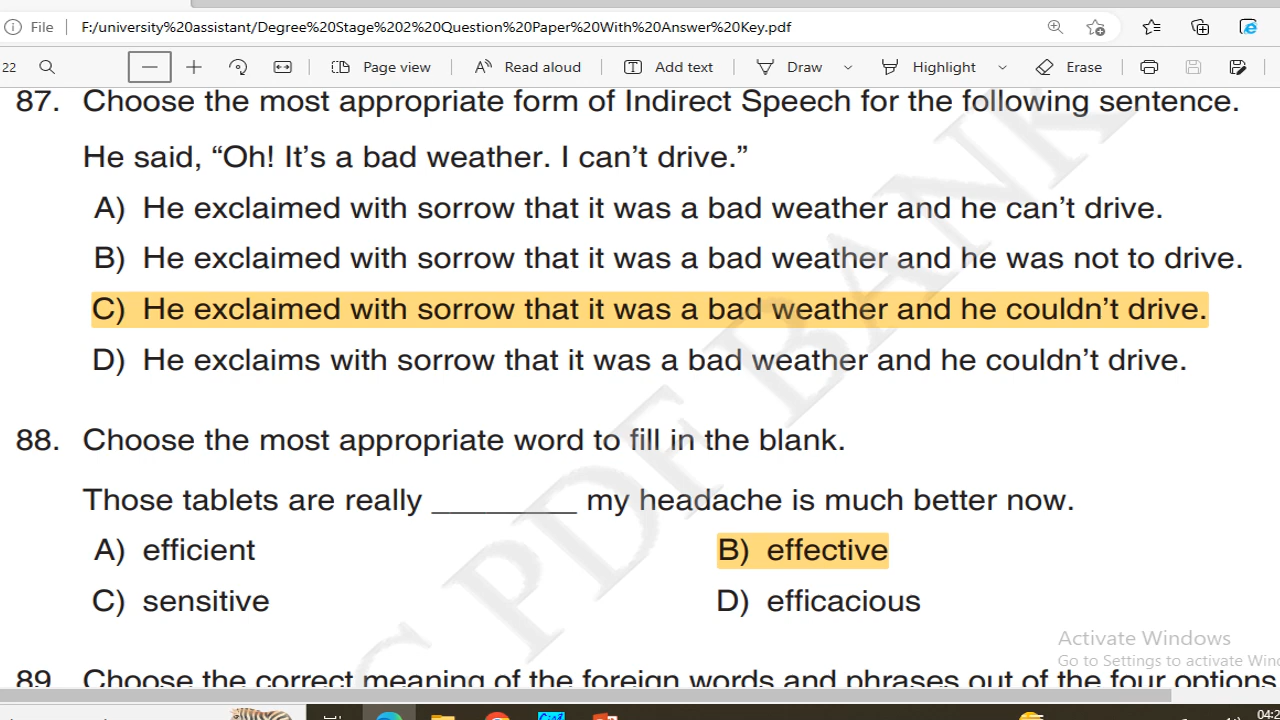 File F:/university%20assistant/Degree%20Stage%202%20Question%20Paper%20With%20Answer%20Key.pdf
22 Page view Read aloud Add text Draw Highlight Erase
87. Choose the most appropriate form of Indirect Speech for the following sentence.
He said, “Oh! It’s a bad weather. I can’t drive.”
A) He exclaimed with sorrow that it was a bad weather and he can’t drive.
B) He exclaimed with sorrow that it was a bad weather and he was not to drive.
C) He exclaimed with sorrow that it was a bad weather and he couldn’t drive.
D) He exclaims with sorrow that it was a bad weather and he couldn’t drive.
88. Choose the most appropriate word to fill in the blank.
Those tablets are really _________ my headache is much better now.
A) efficient B) effective
C) sensitive D) efficacious
Activate Windows
Go to Settings to activate Win
89 Choose the correct meaning of the foreign words and phrases out of the four options
C PDF BANK
04:2